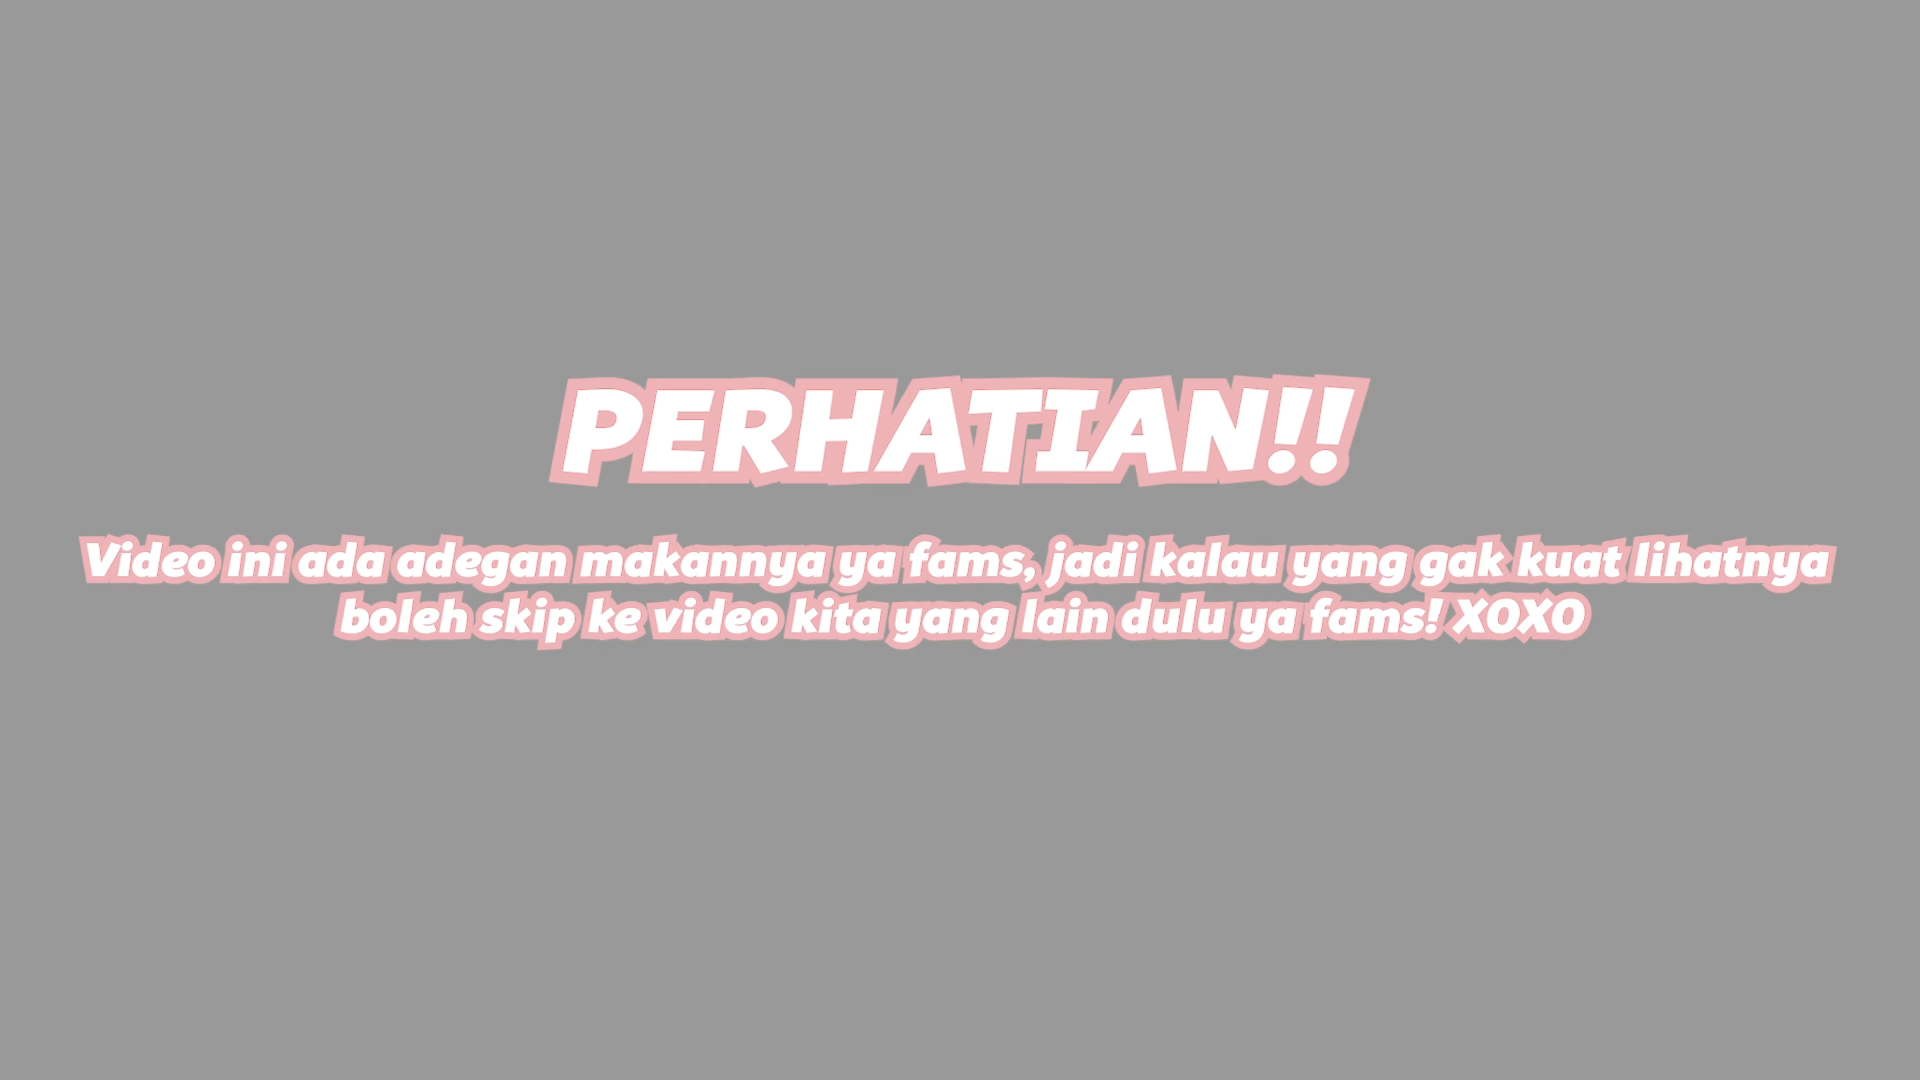 PERHATIAN!!
Video ini ada adegan makannya ya fams, jadi kalau yang gak kuat lihatnya
boleh skip ke video kita yang lain dulu ya fams! XOXO